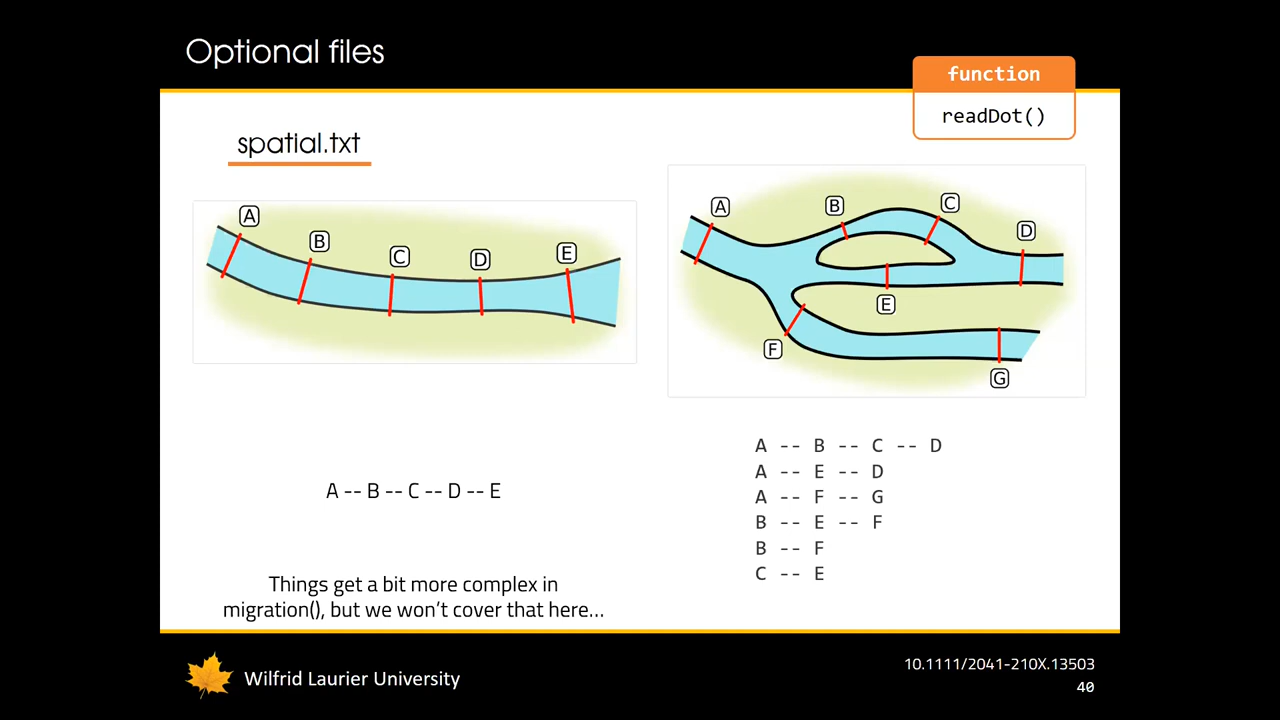 Optional files
function
readDot()
spatial.txt
A
B
C
D
E
A
B
C
D
E
F
G
A -- B -- C -- D -- E
A -- B -- C -- D
A -- E -- D
A -- F -- G
B -- E -- F
B -- F
C -- E
Things get a bit more complex in
migration(), but we won't cover that here…
Wilfrid Laurier University
10.1111/2041-210X.13503
40